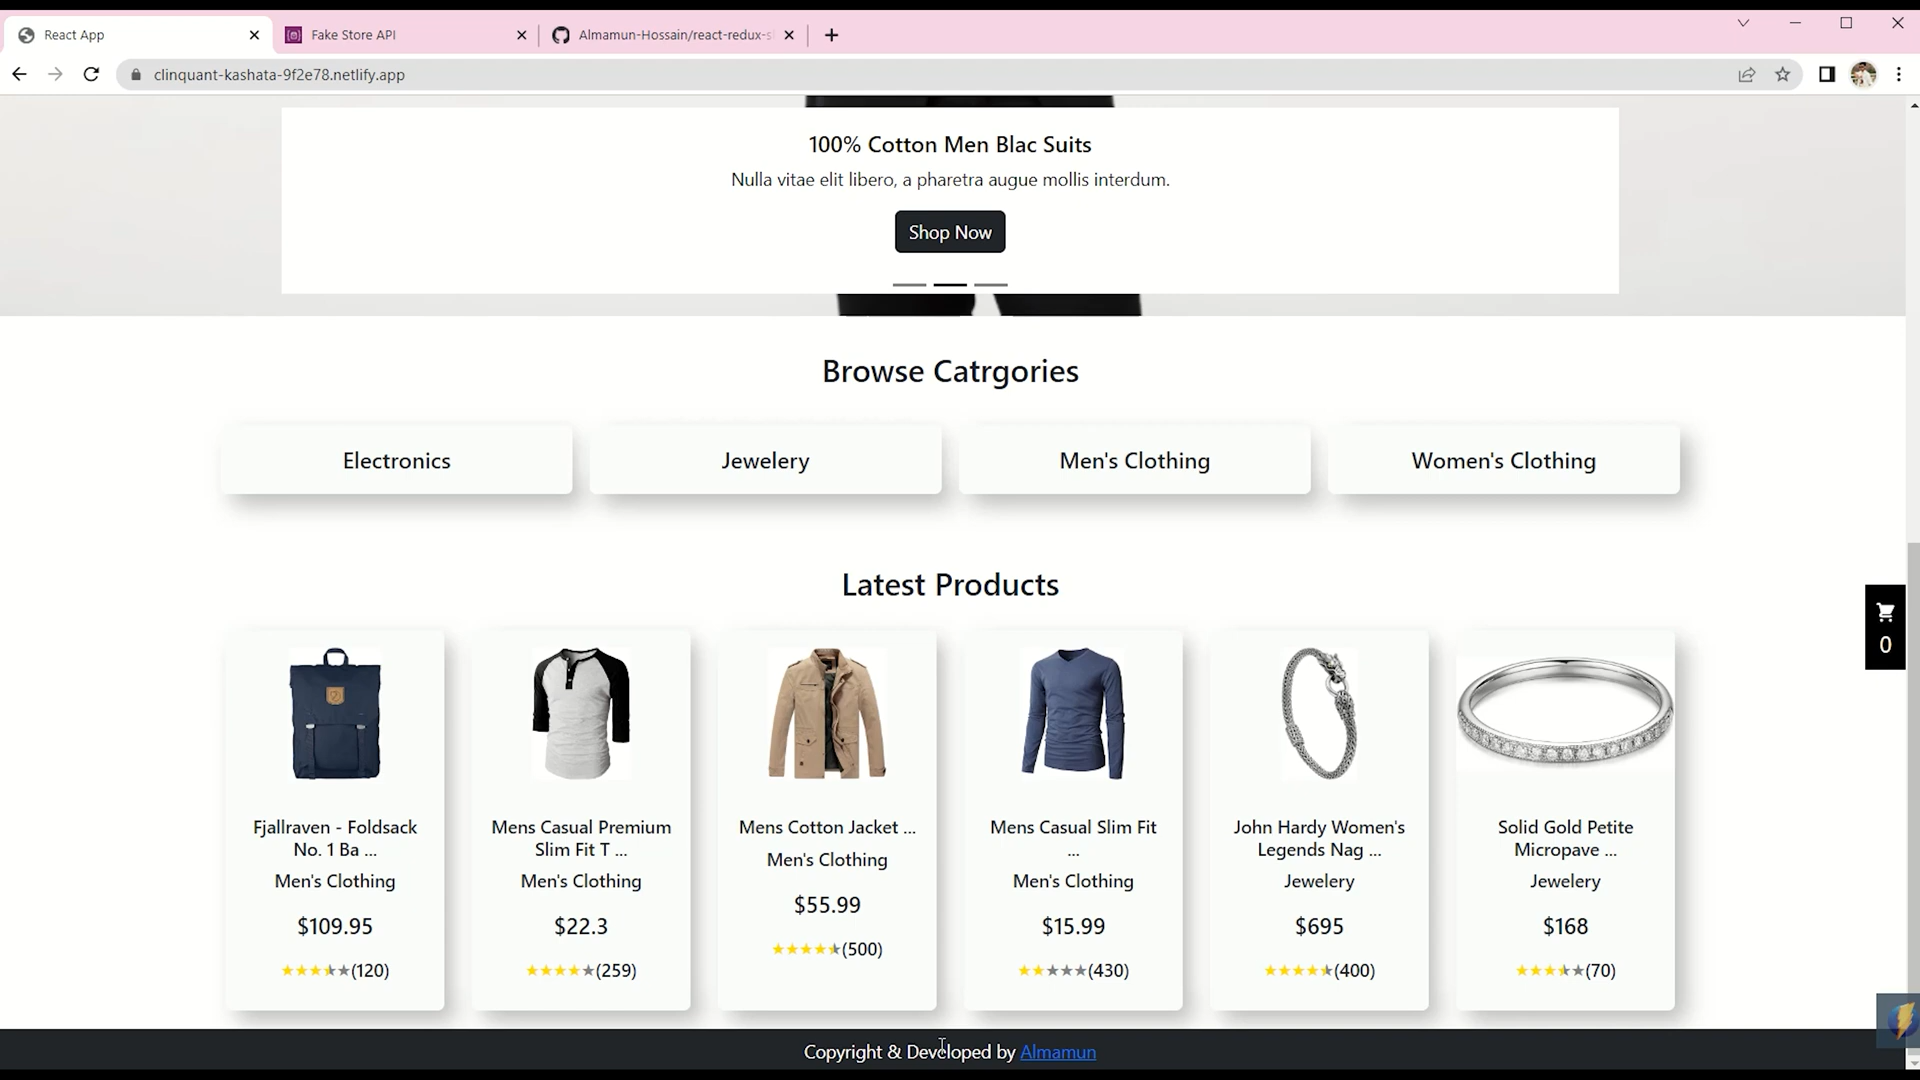 React App
Fake Store API
Almamun-Hossain/react-redux-s
clinquant-kashata-9f2e78.netlify.app
100% Cotton Men Blac Suits
Nulla vitae elit libero, a pharetra augue mollis interdum.
Shop Now
Browse Catrgories
Electronics
Jewelery
Men's Clothing
Women's Clothing
Latest Products
0
Fjallraven - Foldsack
No. 1 Ba ...
Men's Clothing
$109.95
(120)
Mens Casual Premium
Slim Fit T ...
Men's Clothing
$22.3
(259)
Mens Cotton Jacket ...
Men's Clothing
$55.99
(500)
Mens Casual Slim Fit
...
Men's Clothing
$15.99
(430)
John Hardy Women's
Legends Nag ...
Jewelery
$695
(400)
Solid Gold Petite
Micropave ...
Jewelery
$168
(70)
Copyright & Developed by Almamun